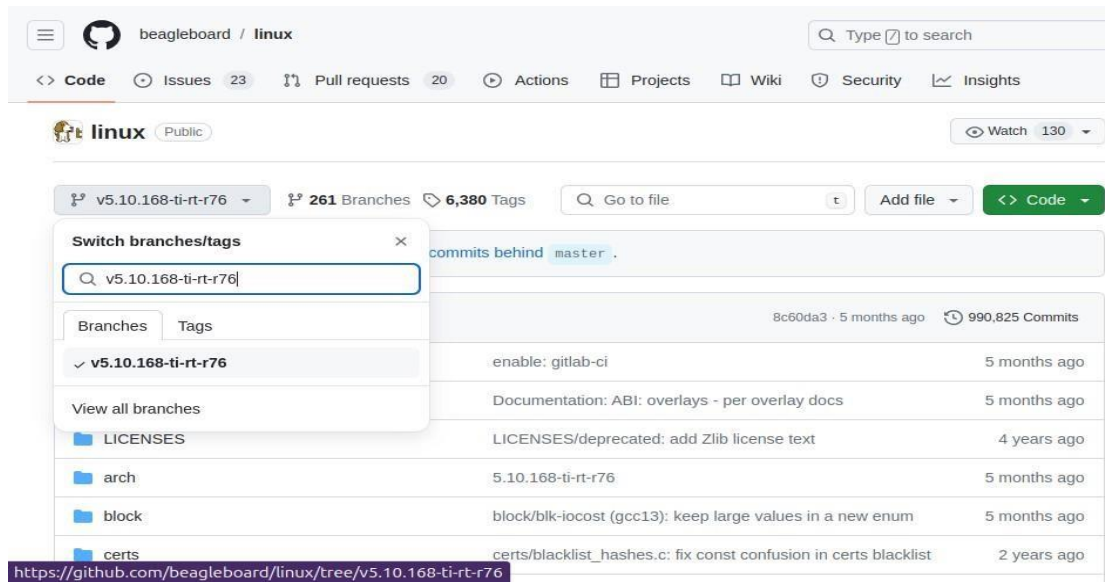 beagleboard / linux
Type / to search
Code Issues 23 Pull requests 20 Actions Projects Wiki Security Insights
linux Public
Watch 130
v5.10.168-ti-rt-r76 261 Branches 6,380 Tags Go to file t Add file Code
Switch branches/tags
commits behind master .
v5.10.168-ti-rt-r76
8c60da3 · 5 months ago 990,825 Commits
Branches Tags
v5.10.168-ti-rt-r76
enable: gitlab-ci 5 months ago
View all branches
Documentation: ABI: overlays - per overlay docs 5 months ago
LICENSES LICENSES/deprecated: add Zlib license text 4 years ago
arch 5.10.168-ti-rt-r76 5 months ago
block block/blk-iocost (gcc13): keep large values in a new enum 5 months ago
certs certs/blacklist_hashes.c: fix const confusion in certs blacklist 2 years ago
https://github.com/beagleboard/linux/tree/v5.10.168-ti-rt-r76